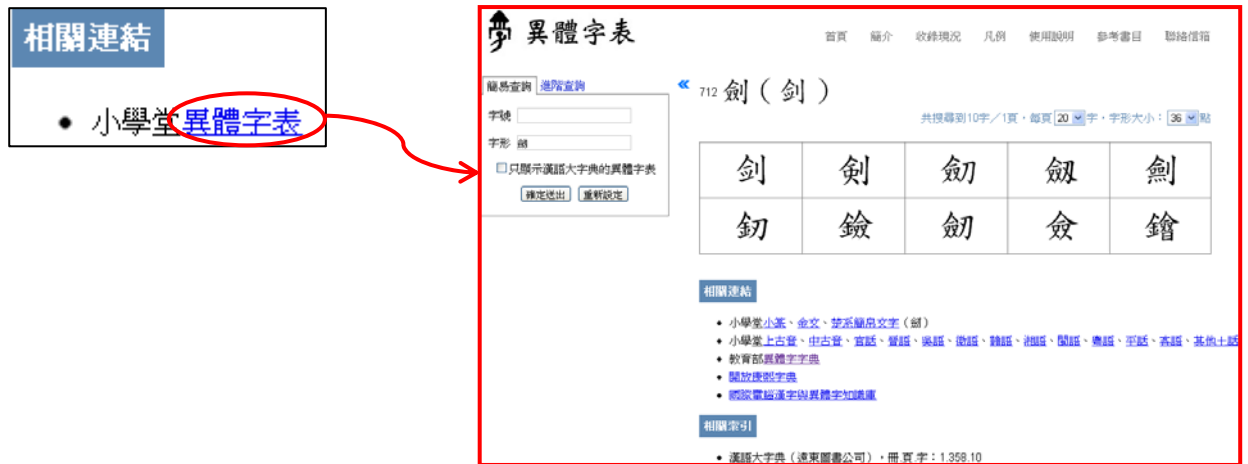 相關連結
• 小學堂異體字表
異體字表
首頁 簡介 收錄現況 凡例 使用說明 參考書目 聯絡信箱
簡易查詢 進階查詢
字號
字形 劒
只顯示漢語大字典的異體字表
確定送出 重新設定
712 劍 ( 剑 )
共搜尋到10字／1頁，每頁 20 字，字形大小： 36 點
剑 剣 劎 劔 劍
釼 鐱 劒 㑒 鐕
相關連結
• 小學堂小篆、金文、楚系簡帛文字（劒）
• 小學堂上古音、中古音、官話、晉語、吳語、徽語、贛語、湘語、閩語、粵語、平話、客語、其他土話
• 教育部異體字字典
• 開放康熙字典
• 國際電腦漢字與異體字知識庫
相關索引
• 漢語大字典（遠東圖書公司），冊.頁.字：1.358.10